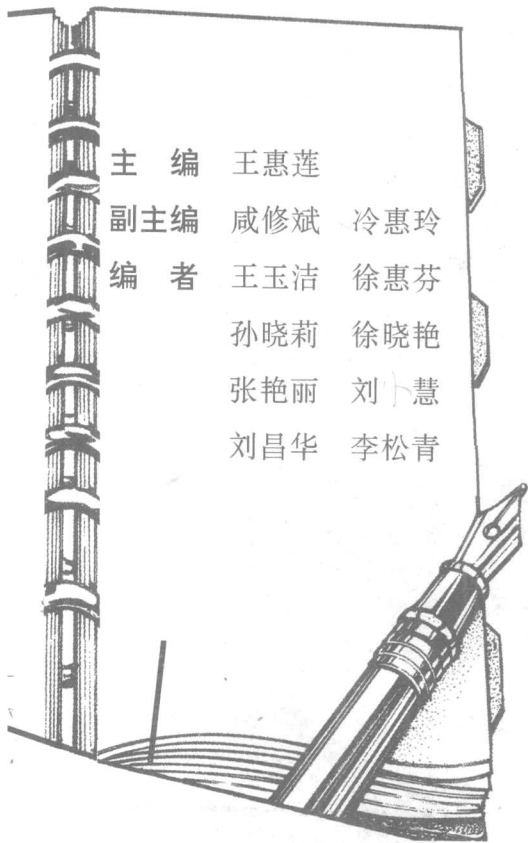 主 编 王惠莲
副主编 咸修斌 冷惠玲
编 者 王玉洁 徐惠芬
孙晓莉 徐晓艳
张艳丽 刘 慧
刘昌华 李松青